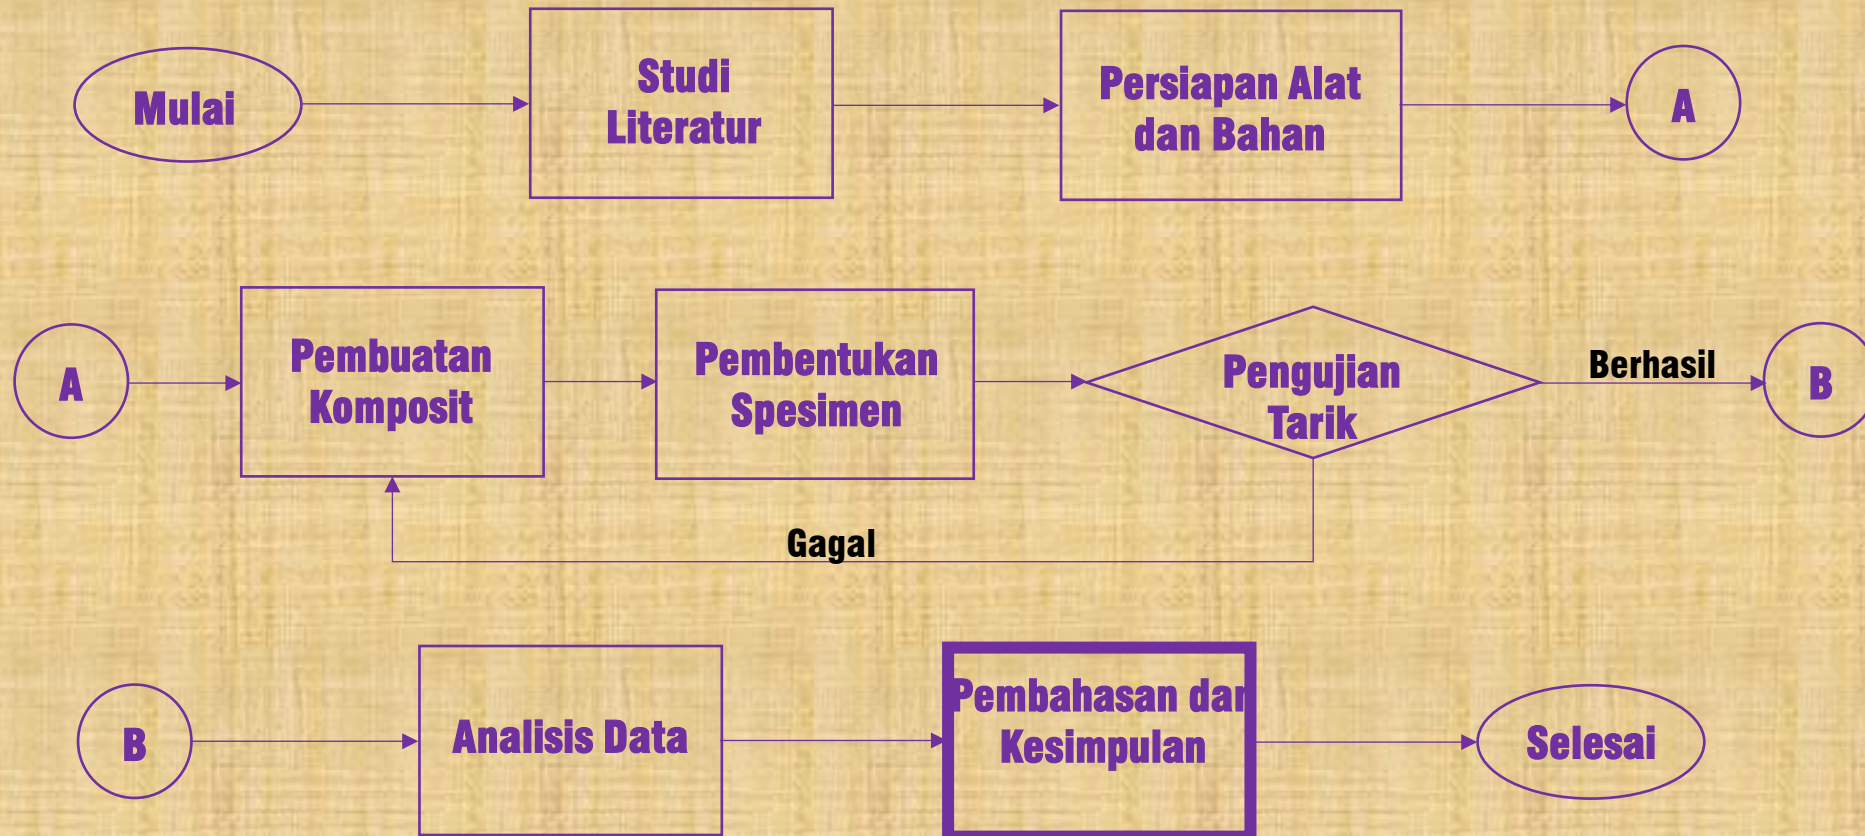 Mulai
Studi
Literatur
Persiapan Alat
dan Bahan
A
A
Pembuatan
Komposit
Pembentukan
Spesimen
Pengujian
Tarik
Berhasil
B
Gagal
B
Analisis Data
Pembahasan dan
Kesimpulan
Selesai